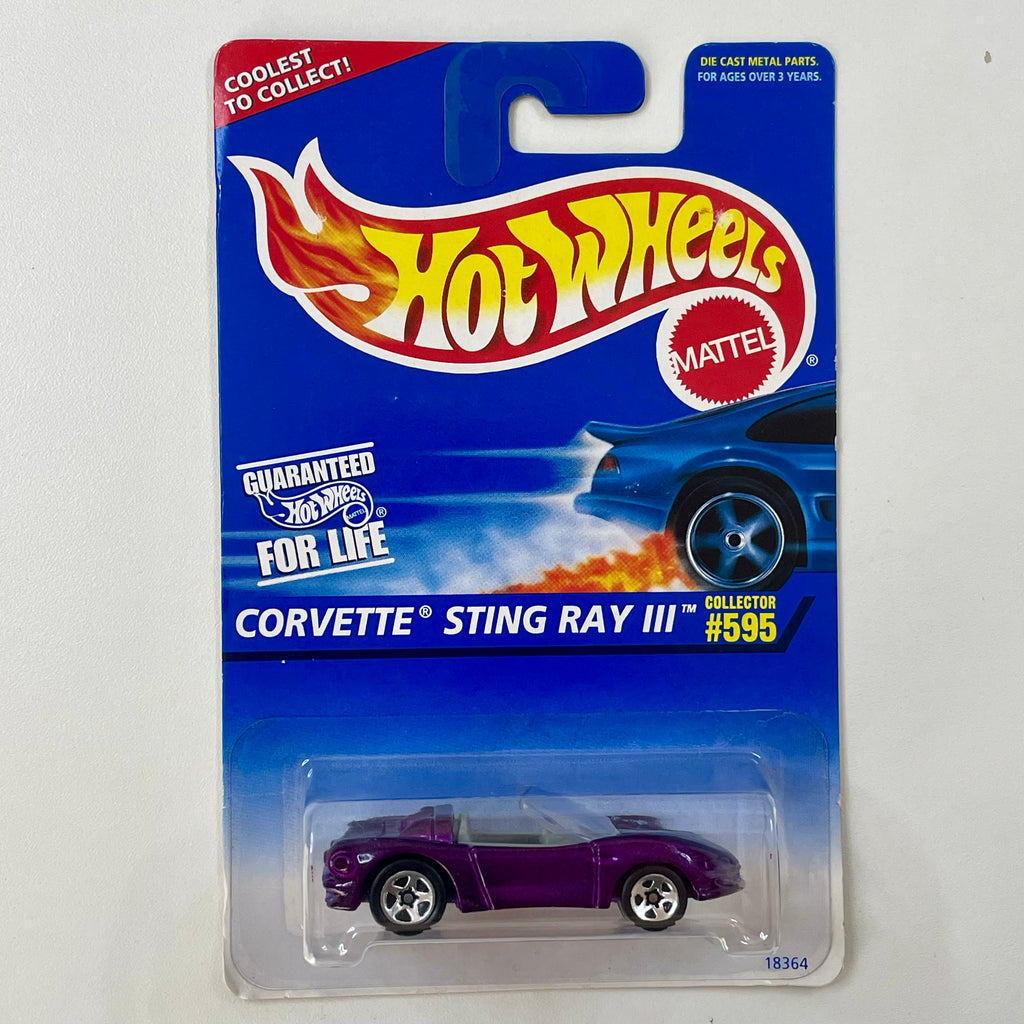 COOLEST
TO COLLECT!
DIE CAST METAL PARTS.
FOR AGES OVER 3 YEARS.
HOT WHEELS
MATTEL
®
GUARANTEED
HOT WHEELS
MATTEL
®
FOR LIFE
CORVETTE® STING RAY III™
COLLECTOR
#595
18364